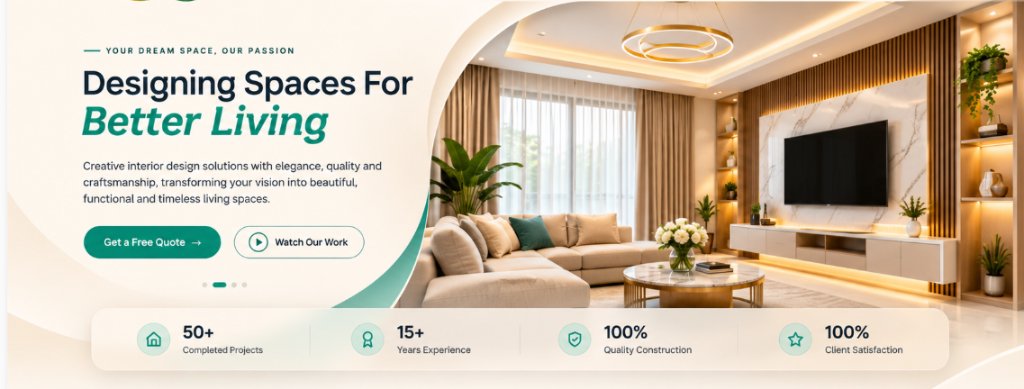 YOUR DREAM SPACE, OUR PASSION
Designing Spaces For
Better Living
Creative interior design solutions with elegance, quality and
craftsmanship, transforming your vision into beautiful,
functional and timeless living spaces.
Get a Free Quote →
Watch Our Work
50+
Completed Projects
15+
Years Experience
100%
Quality Construction
100%
Client Satisfaction